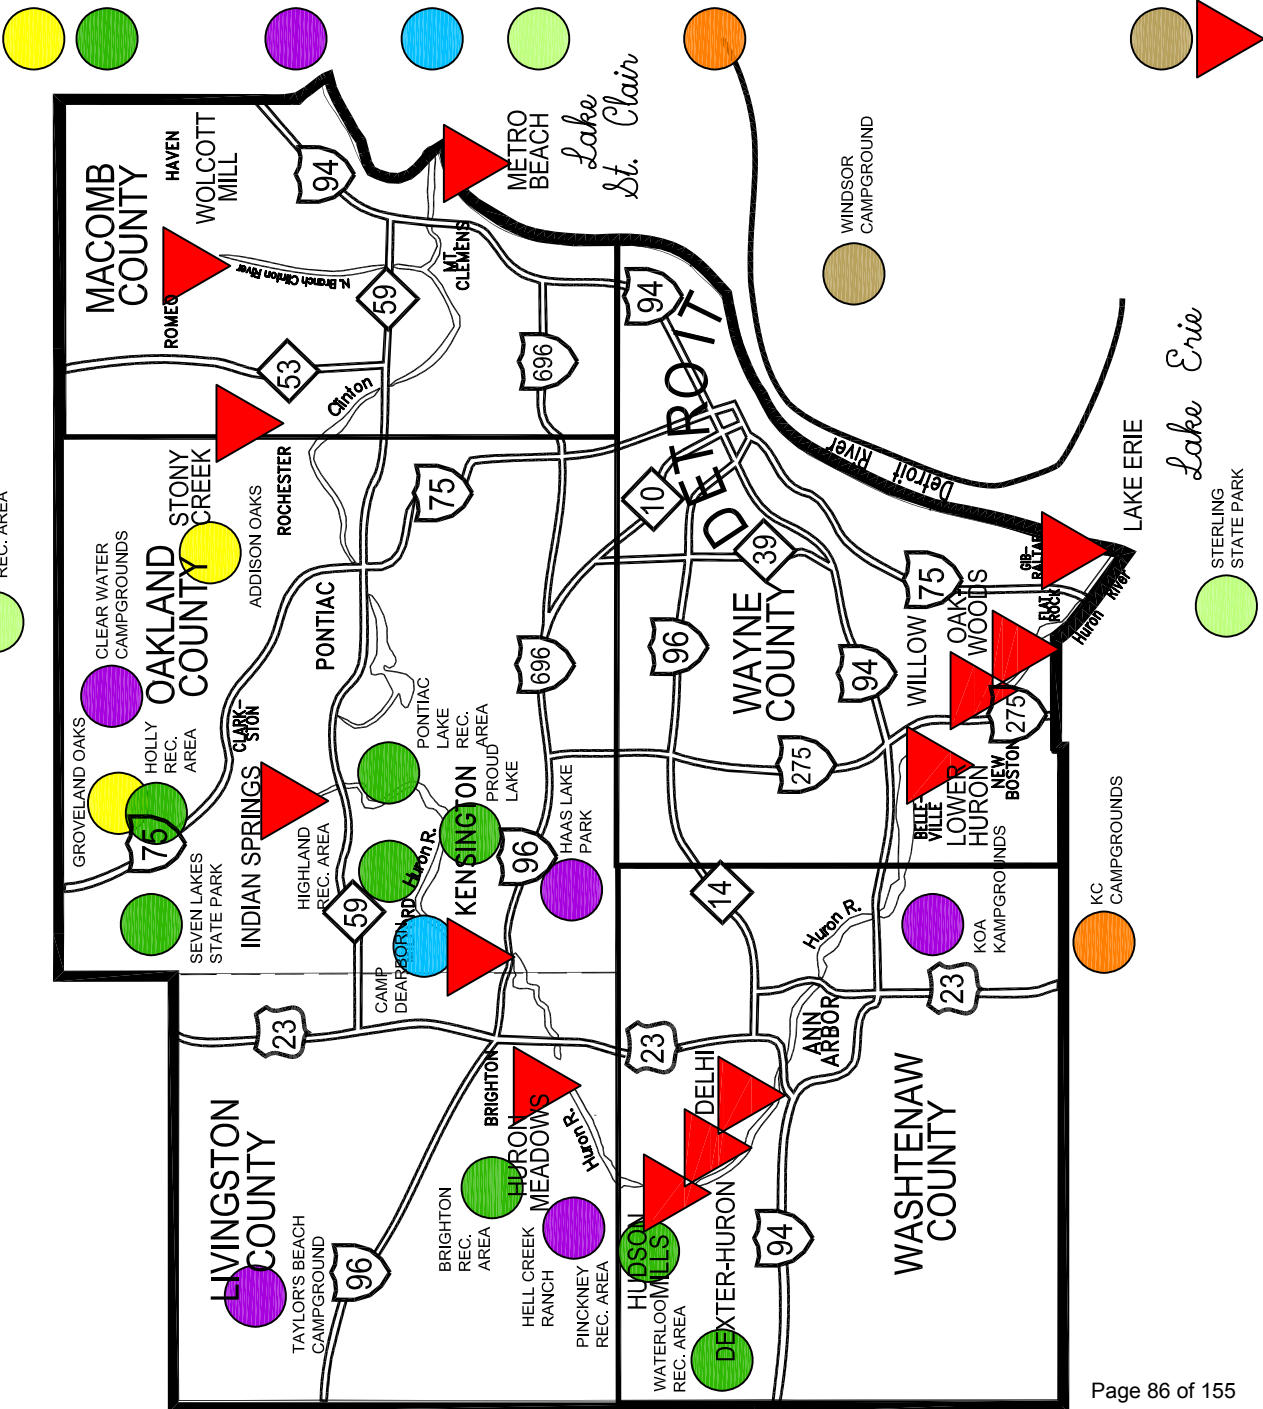 REC. AREA
MACOMB
COUNTY
HAVEN
WOLCOTT
MILL
94
METRO
BEACH
Lake
St. Clair
WINDSOR
CAMPGROUND
ROMEO
N. Branch Clinton River
59
MT.
CLEMENS
94
53
696
Clinton
DETROIT
Detroit River
Lake Erie
LAKE ERIE
STERLING
STATE PARK
STONY
CREEK
ADDISON OAKS
ROCHESTER
75
10
39
CLEAR WATER
CAMPGROUNDS
OAKLAND
COUNTY
PONTIAC
696
96
WAYNE
COUNTY
94
75
WILLOW
OAK-
WOODS
GIB-
RALTAR
FLAT
ROCK
Huron River
GROVELAND OAKS
HOLLY
REC.
AREA
CLARK-
STON
PONTIAC
LAKE
REC.
AREA
PROUD
LAKE
275
275
NEW
BOSTON
BELLE-
VILLE
LOWER
HURON
75
INDIAN SPRINGS
HIGHLAND
REC. AREA
Huron R.
KENSINGTON
96
HAAS LAKE
PARK
14
SEVEN LAKES
STATE PARK
59
CAMP
DEARBORN
RD
Huron R.
KOA
KAMPGROUNDS
KC
CAMPGROUNDS
23
23
23
ANN
ARBOR
BRIGHTON
DELHI
LIVINGSTON
COUNTY
HURON
MEADOWS
Huron R.
WASHTENAW
COUNTY
TAYLOR'S BEACH
CAMPGROUND
96
BRIGHTON
REC.
AREA
HELL CREEK
RANCH
PINCKNEY
REC. AREA
HUDSON
MILLS
WATERLOO
REC. AREA
DEXTER-HURON
94
Page 86 of 155